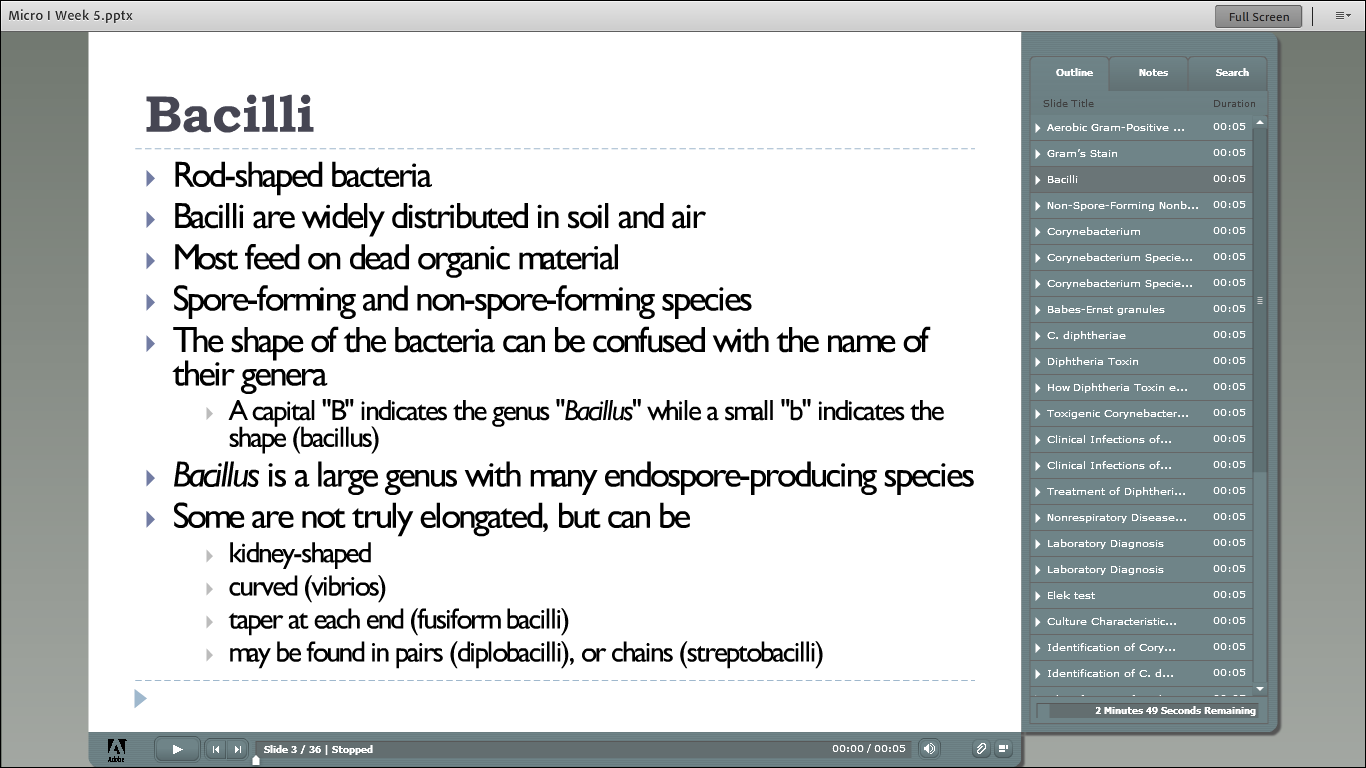 Micro I Week 5.pptx
Full Screen
Bacilli
Rod-shaped bacteria
Bacilli are widely distributed in soil and air
Most feed on dead organic material
Spore-forming and non-spore-forming species
The shape of the bacteria can be confused with the name of
their genera
A capital "B" indicates the genus "Bacillus" while a small "b" indicates the
shape (bacillus)
Bacillus is a large genus with many endospore-producing species
Some are not truly elongated, but can be
kidney-shaped
curved (vibrios)
taper at each end (fusiform bacilli)
may be found in pairs (diplobacilli), or chains (streptobacilli)
Outline Notes Search
Slide Title Duration
Aerobic Gram-Positive ... 00:05
Gram's Stain 00:05
Bacilli 00:05
Non-Spore-Forming Nonb... 00:05
Corynebacterium 00:05
Corynebacterium Specie... 00:05
Corynebacterium Specie... 00:05
Babes-Ernst granules 00:05
C. diphtheriae 00:05
Diphtheria Toxin 00:05
How Diphtheria Toxin e... 00:05
Toxigenic Corynebacter... 00:05
Clinical Infections of... 00:05
Clinical Infections of... 00:05
Treatment of Diphtheri... 00:05
Nonrespiratory Disease... 00:05
Laboratory Diagnosis 00:05
Laboratory Diagnosis 00:05
Elek test 00:05
Culture Characteristic... 00:05
Identification of Cory... 00:05
Identification of C. d... 00:05
2 Minutes 49 Seconds Remaining
Adobe
Slide 3 / 36 | Stopped 00:00 / 00:05